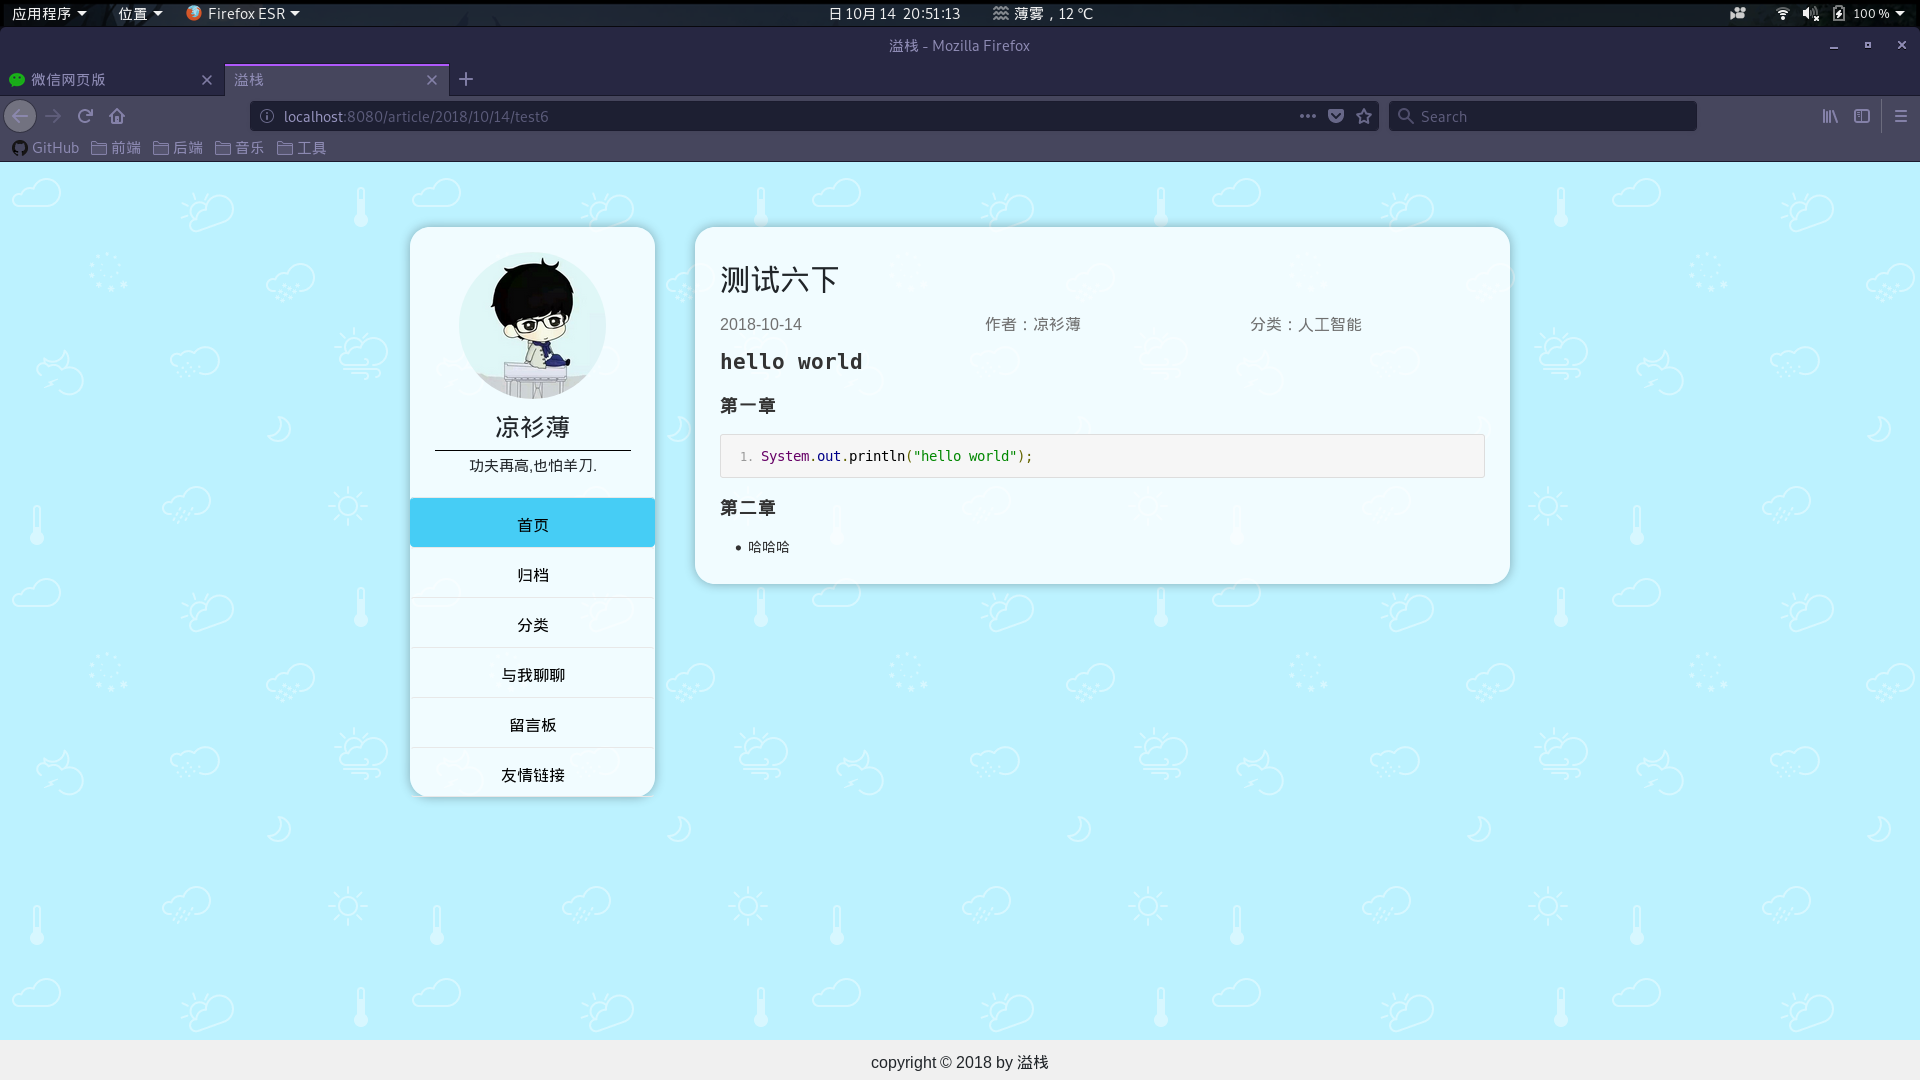 应用程序 位置 Firefox ESR 日 10月 14 20:51:13 薄雾，12 ℃ 100 %
溢栈 - Mozilla Firefox
微信网页版 溢栈
localhost:8080/article/2018/10/14/test6 Search
GitHub 前端 后端 音乐 工具
凉衫薄
功夫再高,也怕羊刀.
首页
归档
分类
与我聊聊
留言板
友情链接
测试六下
2018-10-14 作者：凉衫薄 分类：人工智能
hello world
第一章
1. System.out.println("hello world");
第二章
• 哈哈哈
copyright © 2018 by 溢栈